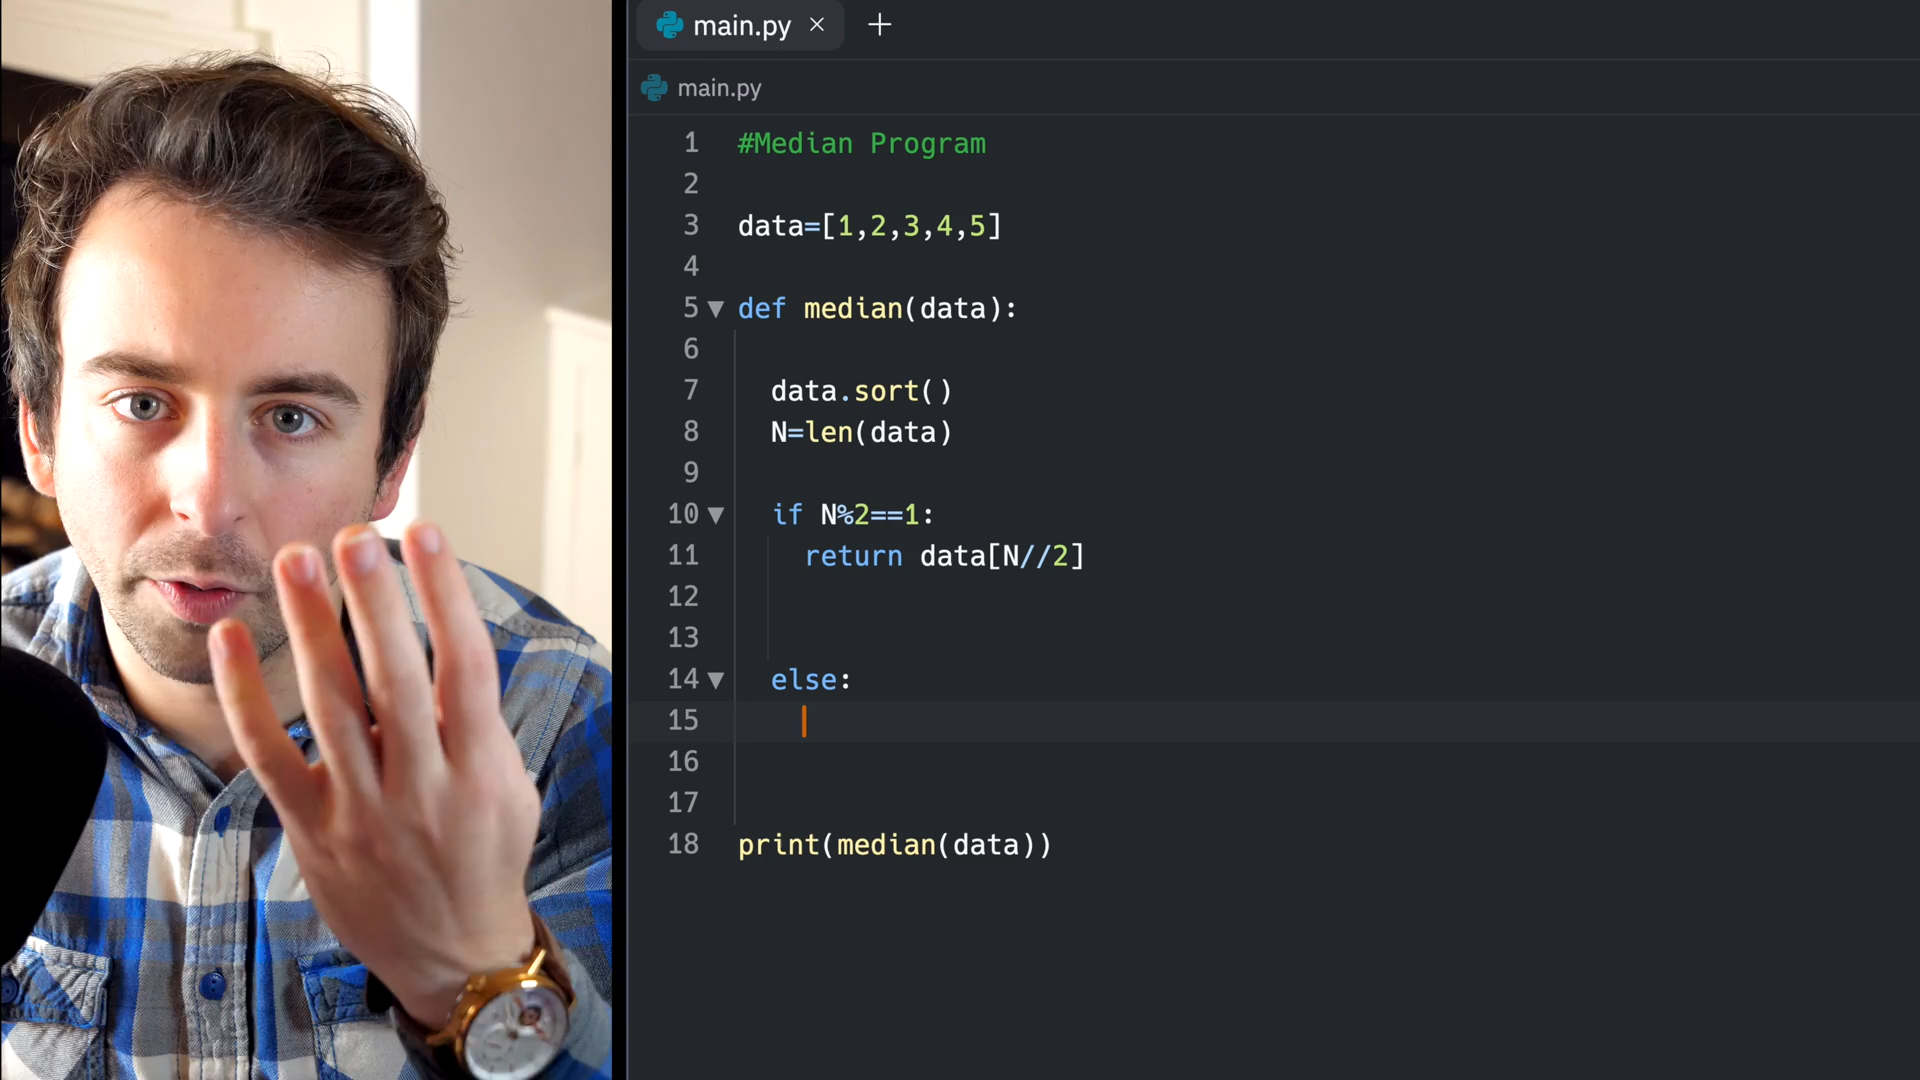 main.py × +
main.py
1 #Median Program
2
3 data=[1,2,3,4,5]
4
5 ▼ def median(data):
6
7 data.sort()
8 N=len(data)
9
10 ▼ if N%2==1:
11 return data[N//2]
12
13
14 ▼ else:
15
16
17
18 print(median(data))